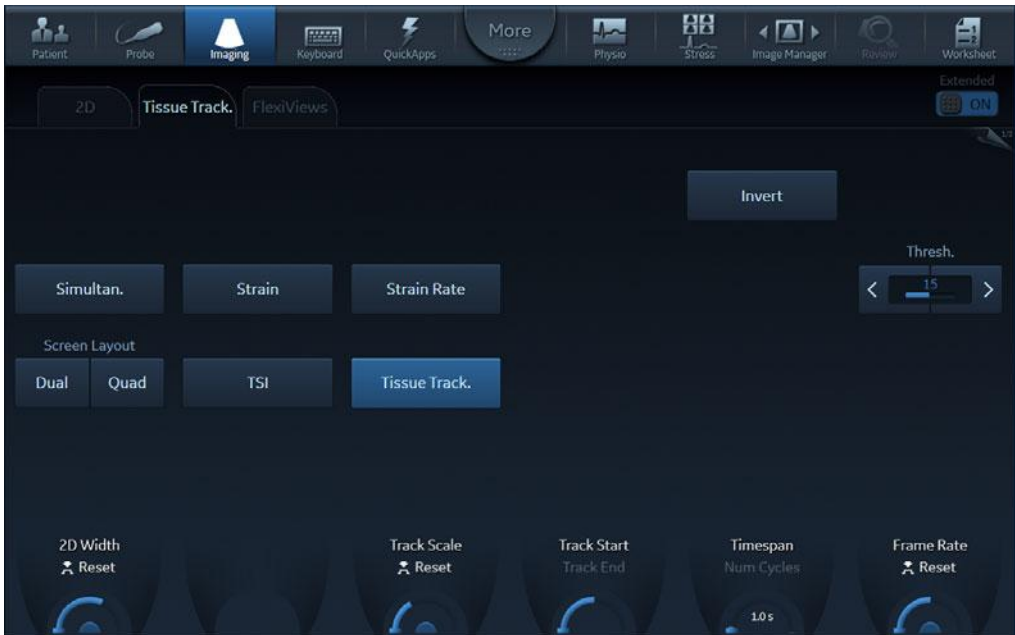 Patient
Probe
Imaging
Keyboard
QuickApps
More
Physio
Stress
Image Manager
Review
Worksheet
Extended
ON
2D
Tissue Track.
FlexiViews
1/2
Invert
Thresh.
15
Simultan.
Strain
Strain Rate
Screen Layout
Dual
Quad
TSI
Tissue Track.
2D Width
Reset
Track Scale
Reset
Track Start
Track End
Timespan
Num Cycles
1.0 s
Frame Rate
Reset